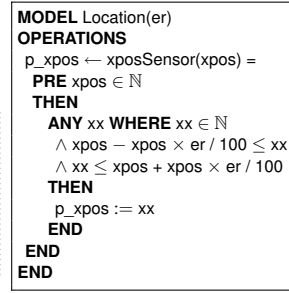 MODEL Location(er)
OPERATIONS
p_xpos ← xposSensor(xpos) =
PRE xpos ∈ ℕ
THEN
ANY xx WHERE xx ∈ ℕ
∧ xpos − xpos × er / 100 ≤ xx
∧ xx ≤ xpos + xpos × er / 100
THEN
p_xpos := xx
END
END
END